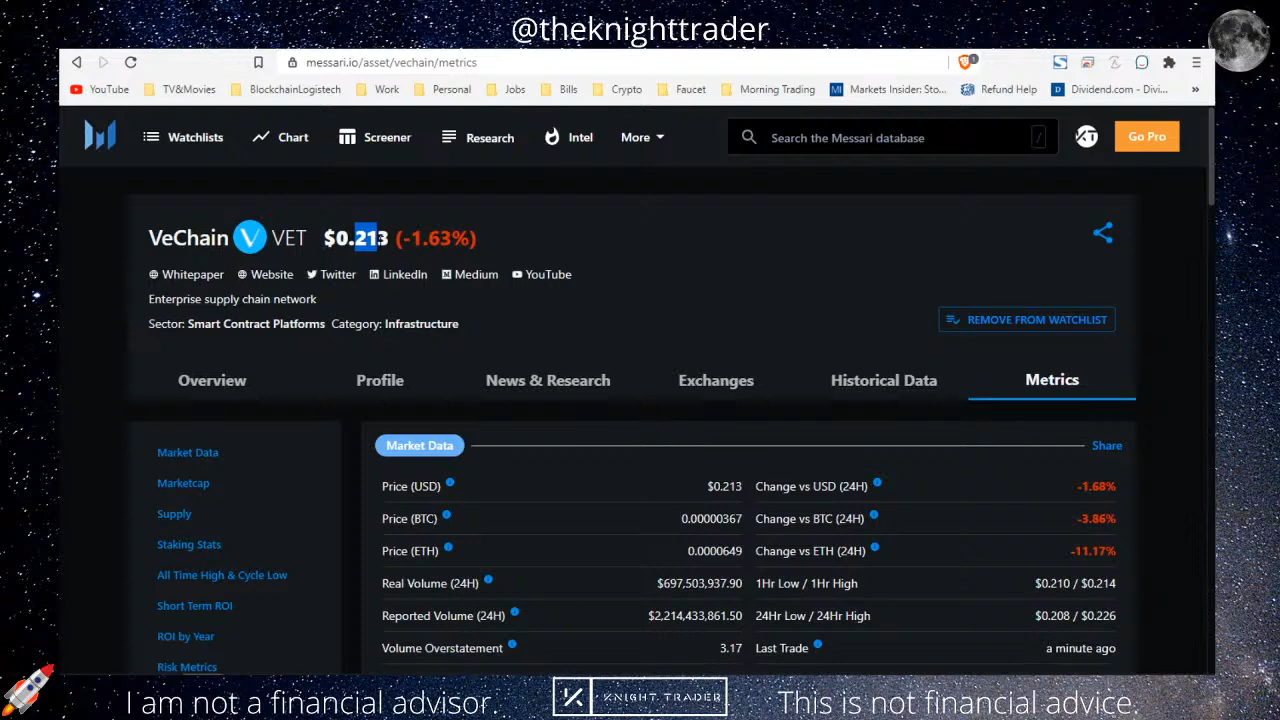 @theknighttrader
messari.io/asset/vechain/metrics
1
YouTube TV&Movies BlockchainLogistech Work Personal Jobs Bills Crypto Faucet Morning Trading Markets Insider: Sto... Refund Help Dividend.com - Divi... »
Watchlists Chart Screener Research Intel More Search the Messari database / Go Pro
VeChain VET $0.213 (-1.63%)
Whitepaper Website Twitter LinkedIn Medium YouTube
Enterprise supply chain network
Sector: Smart Contract Platforms Category: Infrastructure
REMOVE FROM WATCHLIST
Overview Profile News & Research Exchanges Historical Data Metrics
Market Data Share
Market Data
Marketcap
Supply
Staking Stats
All Time High & Cycle Low
Short Term ROI
ROI by Year
Risk Metrics
Price (USD) $0.213 Change vs USD (24H) -1.68%
Price (BTC) 0.00000367 Change vs BTC (24H) -3.86%
Price (ETH) 0.0000649 Change vs ETH (24H) -11.17%
Real Volume (24H) $697,503,937.90 1Hr Low / 1Hr High $0.210 / $0.214
Reported Volume (24H) $2,214,433,861.50 24Hr Low / 24Hr High $0.208 / $0.226
Volume Overstatement 3.17 Last Trade a minute ago
I am not a financial advisor. KNIGHT TRADER This is not financial advice.